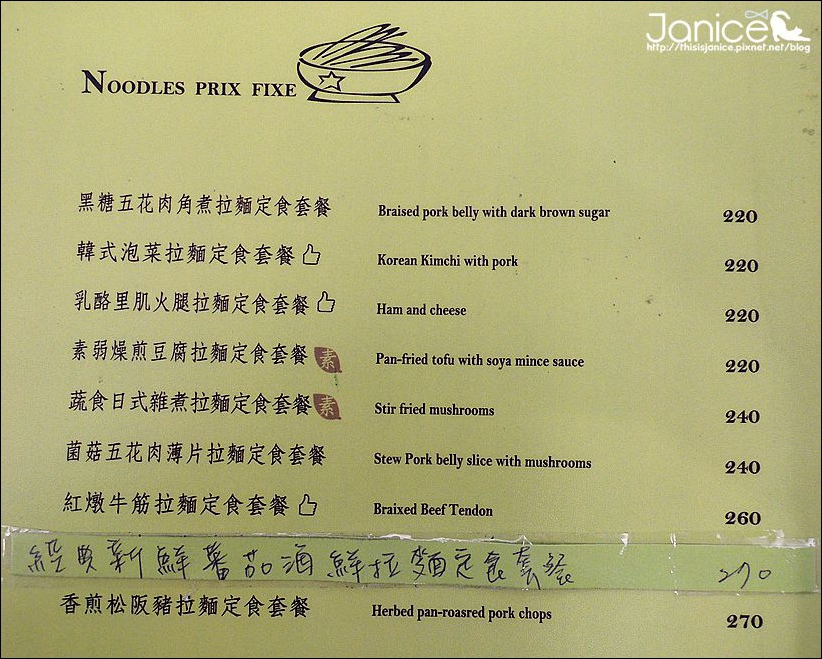 Janice
http://thisisjanice.pixnet.net/blog
NOODLES PRIX FIXE
黑糖五花肉角煮拉麵定食套餐 Braised pork belly with dark brown sugar 220
韓式泡菜拉麵定食套餐 Korean Kimchi with pork 220
乳酪里肌火腿拉麵定食套餐 Ham and cheese 220
素弱燥煎豆腐拉麵定食套餐 素 Pan-fried tofu with soya mince sauce 220
蔬食日式雜煮拉麵定食套餐 素 Stir fried mushrooms 240
菌菇五花肉薄片拉麵定食套餐 Stew Pork belly slice with mushrooms 240
紅燉牛筋拉麵定食套餐 Braixed Beef Tendon 260
經典新鮮蕃茄海鮮拉麵定食套餐 270
香煎松阪豬拉麵定食套餐 Herbed pan-roasred pork chops 270